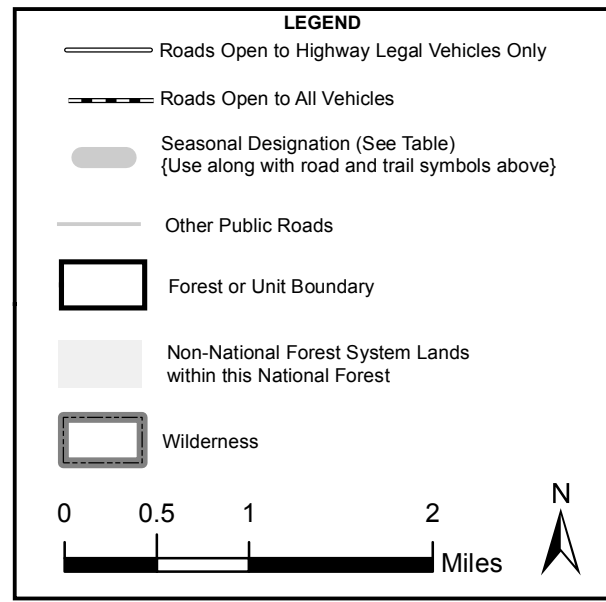 LEGEND
Roads Open to Highway Legal Vehicles Only
Roads Open to All Vehicles
Seasonal Designation (See Table)
{Use along with road and trail symbols above}
Other Public Roads
Forest or Unit Boundary
Non-National Forest System Lands
within this National Forest
Wilderness
0 0.5 1 2
Miles
N